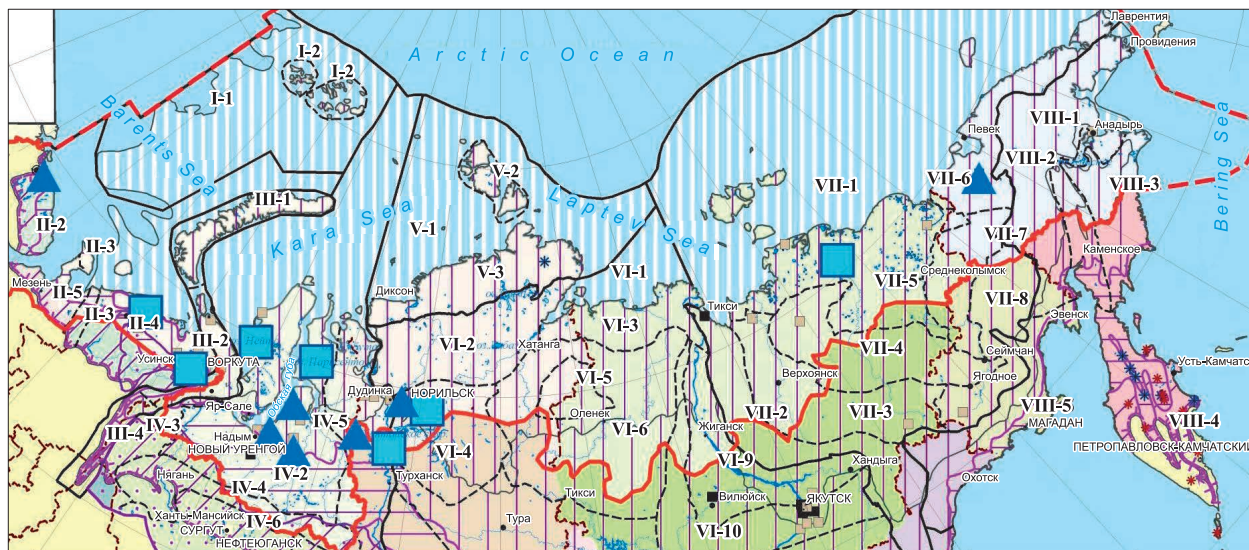 Лаврентия
Провидения
I-2
I-2
Arctic Ocean
I-1
Barents Sea
Bering Sea
Певек
VIII-1
Анадырь
VIII-2
VIII-3
V-2
VII-1
VII-6
III-1
II-2
Kara Sea
V-1
Laptev Sea
VII-7
Каменское
II-3
Мезень
II-5
V-3
VI-1
VII-5
Среднеколымск
Диксон
II-3
II-4
Тикси
VII-8
Эвенск
III-2
VI-3
Усинск
ВОРКУТА
VI-2
Хатанга
VII-4
Сеймчан
Усть-Камчатск
Обская губа
VI-5
Верхоянск
Ягодное
Яр-Сале
Дудинка
НОРИЛЬСК
Оленек
VII-2
VII-3
VIII-5
МАГАДАН
VIII-4
IV-3
III-4
IV-5
VI-6
Жиганск
Надым
НОВЫЙ УРЕНГОЙ
VI-4
ПЕТРОПАВЛОВСК-КАМЧАТСКИЙ
Нягань
IV-2
VI-9
Хандыга
Туруханск
Охотск
IV-4
Тикси
Вилюйск
ЯКУТСК
Ханты-Мансийск
IV-6
СУРГУТ
Тура
VI-10
НЕФТЕЮГАНСК